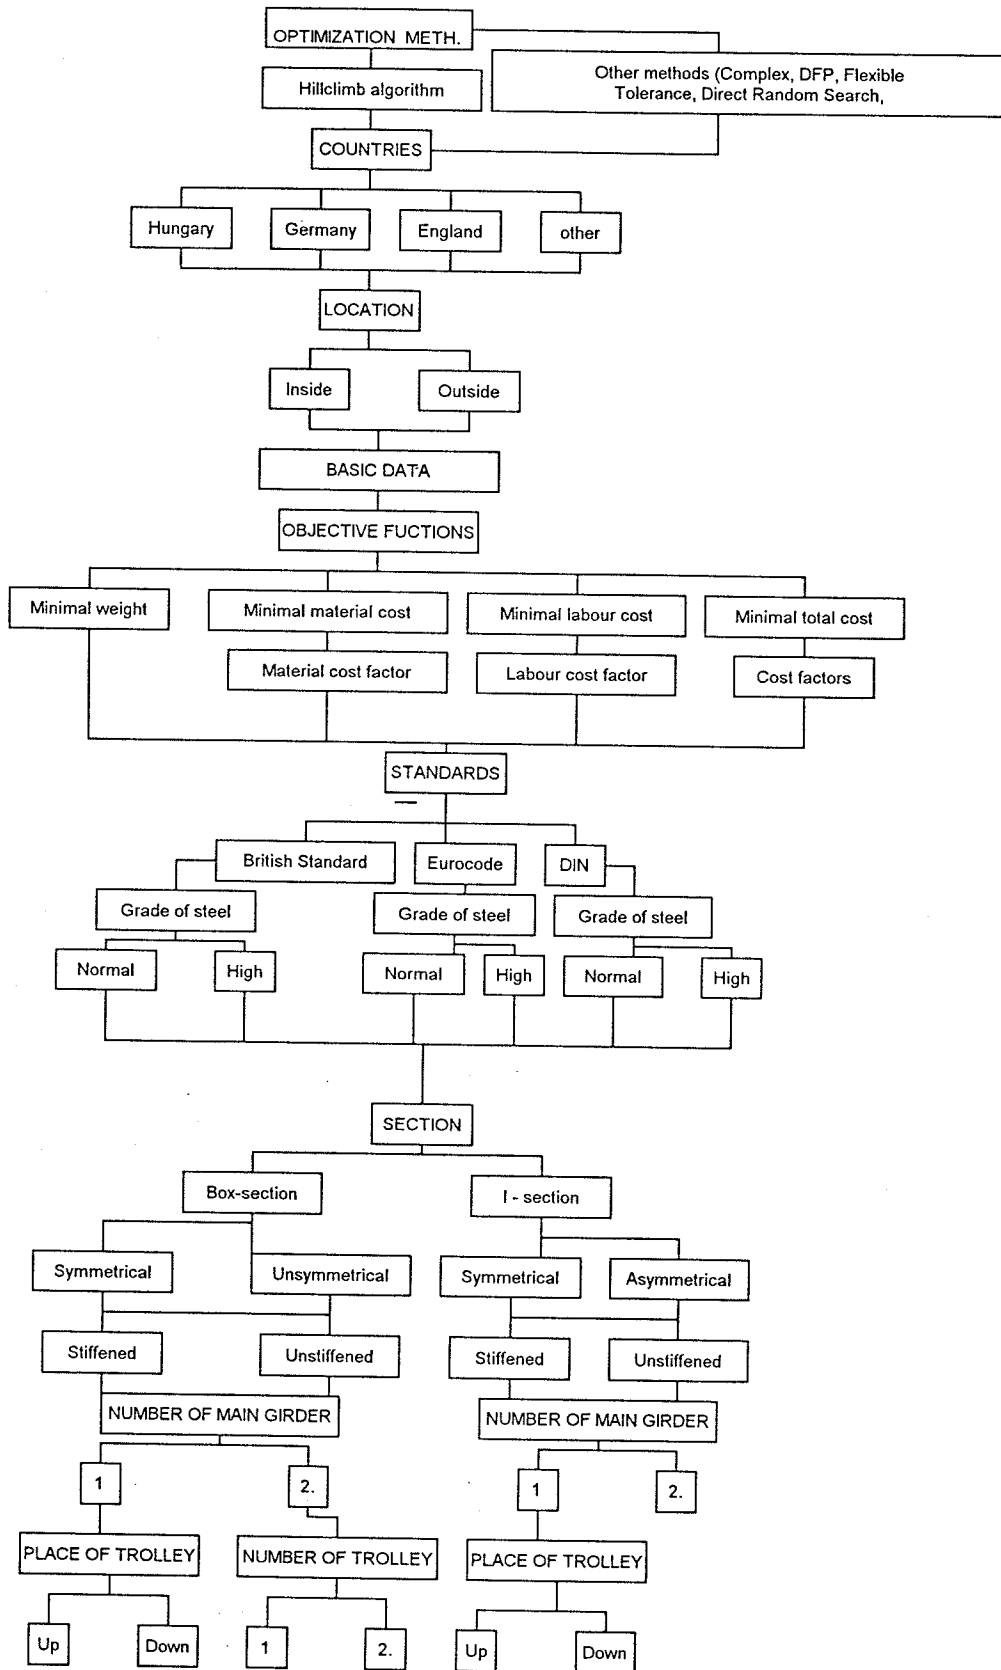 OPTIMIZATION METH.
Hillclimb algorithm
Other methods (Complex, DFP, Flexible
Tolerance, Direct Random Search,
COUNTRIES
Hungary
Germany
England
other
LOCATION
Inside
Outside
BASIC DATA
OBJECTIVE FUCTIONS
Minimal weight
Minimal material cost
Minimal labour cost
Minimal total cost
Material cost factor
Labour cost factor
Cost factors
STANDARDS
British Standard
Eurocode
DIN
Grade of steel
Grade of steel
Grade of steel
Normal
High
Normal
High
Normal
High
SECTION
Box-section
I - section
Symmetrical
Unsymmetrical
Symmetrical
Asymmetrical
Stiffened
Unstiffened
Stiffened
Unstiffened
NUMBER OF MAIN GIRDER
NUMBER OF MAIN GIRDER
1
2.
1
2.
PLACE OF TROLLEY
NUMBER OF TROLLEY
PLACE OF TROLLEY
Up
Down
1
2.
Up
Down